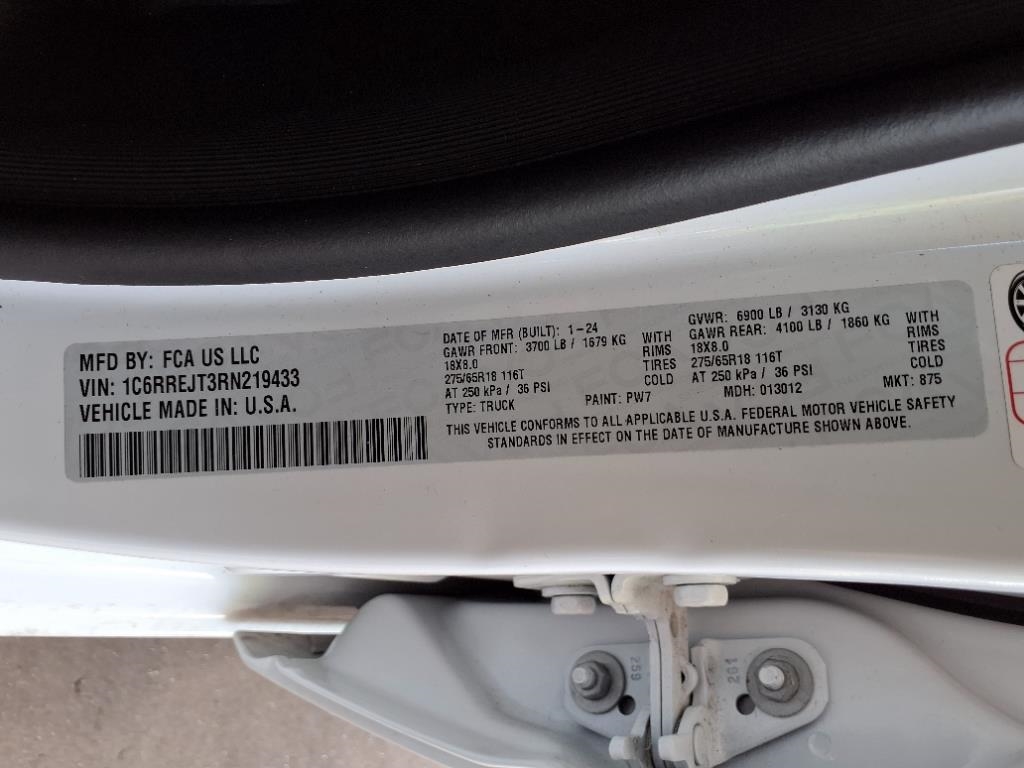 MFD BY: FCA US LLC
VIN: 1C6RREJT3RN219433
VEHICLE MADE IN: U.S.A.
DATE OF MFR (BUILT): 1-24
GAWR FRONT: 3700 LB / 1679 KG WITH
18X8.0 RIMS
275/65R18 116T TIRES
AT 250 kPa / 36 PSI COLD
TYPE: TRUCK PAINT: PW7
GVWR: 6900 LB / 3130 KG
GAWR REAR: 4100 LB / 1860 KG WITH
18X8.0 RIMS
275/65R18 116T TIRES
AT 250 kPa / 36 PSI COLD
MDH: 013012 MKT: 875
THIS VEHICLE CONFORMS TO ALL APPLICABLE U.S.A. FEDERAL MOTOR VEHICLE SAFETY
STANDARDS IN EFFECT ON THE DATE OF MANUFACTURE SHOWN ABOVE.
259
261